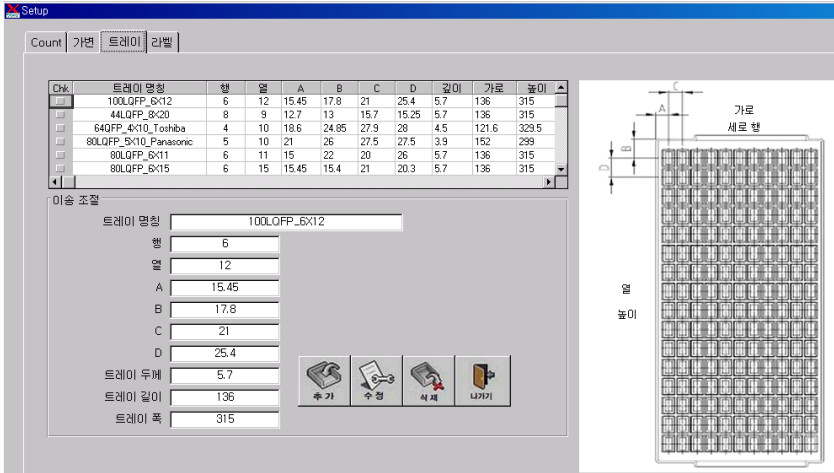 Setup
Count 가변 트레이 라벨
Chk 트레이 명칭 행 열 A B C D 깊이 가로 높이
100LQFP_6X12 6 12 15.45 17.8 21 25.4 5.7 136 315
44LQFP_8X20 8 9 12.7 13 15.7 15.25 5.7 136 315
64QFP_4X10_Toshiba 4 10 18.6 24.85 27.9 28 4.5 121.6 329.5
80LQFP_5X10_Panasonic 5 10 21 26 27.5 27.5 3.9 152 299
80LQFP_6X11 6 11 15 22 20 26 5.7 136 315
80LQFP_6X15 6 15 15.45 15.4 21 20.3 5.7 136 315
이송 조절
트레이 명칭 100LQFP_6X12
행 6
열 12
A 15.45
B 17.8
C 21
D 25.4
트레이 두께 5.7
트레이 길이 136
트레이 폭 315
추 가 수 정 삭 제 나가기
C
A
가로
세로 행
B
D
열
높이